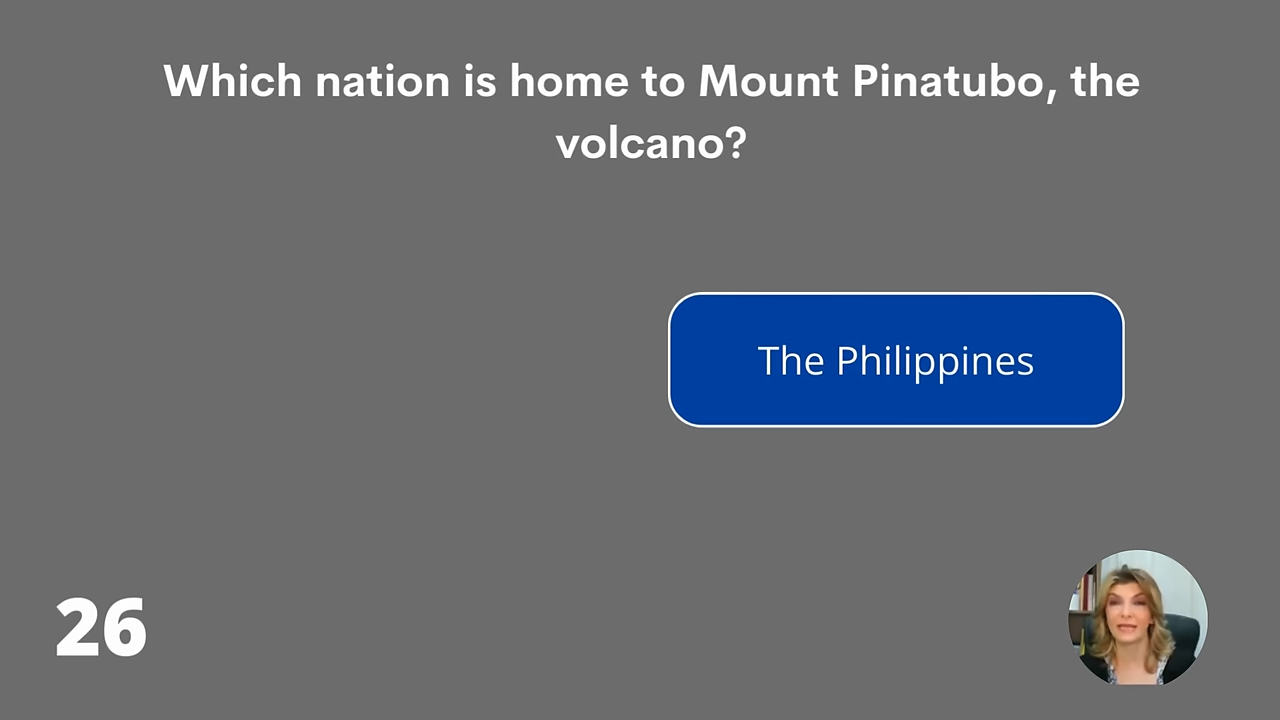 Which nation is home to Mount Pinatubo, the
volcano?
The Philippines
26